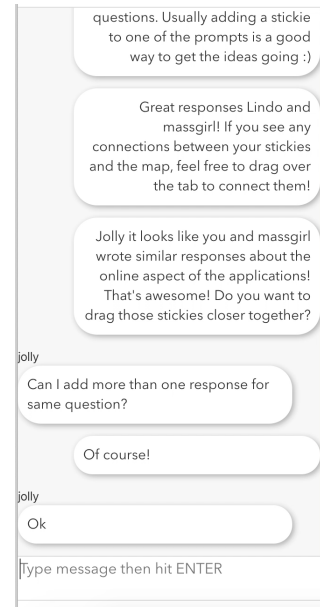 questions. Usually adding a stickie
to one of the prompts is a good
way to get the ideas going :)
Great responses Lindo and
massgirl! If you see any
connections between your stickies
and the map, feel free to drag over
the tab to connect them!
Jolly it looks like you and massgirl
wrote similar responses about the
online aspect of the applications!
That's awesome! Do you want to
drag those stickies closer together?
jolly
Can I add more than one response for
same question?
Of course!
jolly
Ok
Type message then hit ENTER